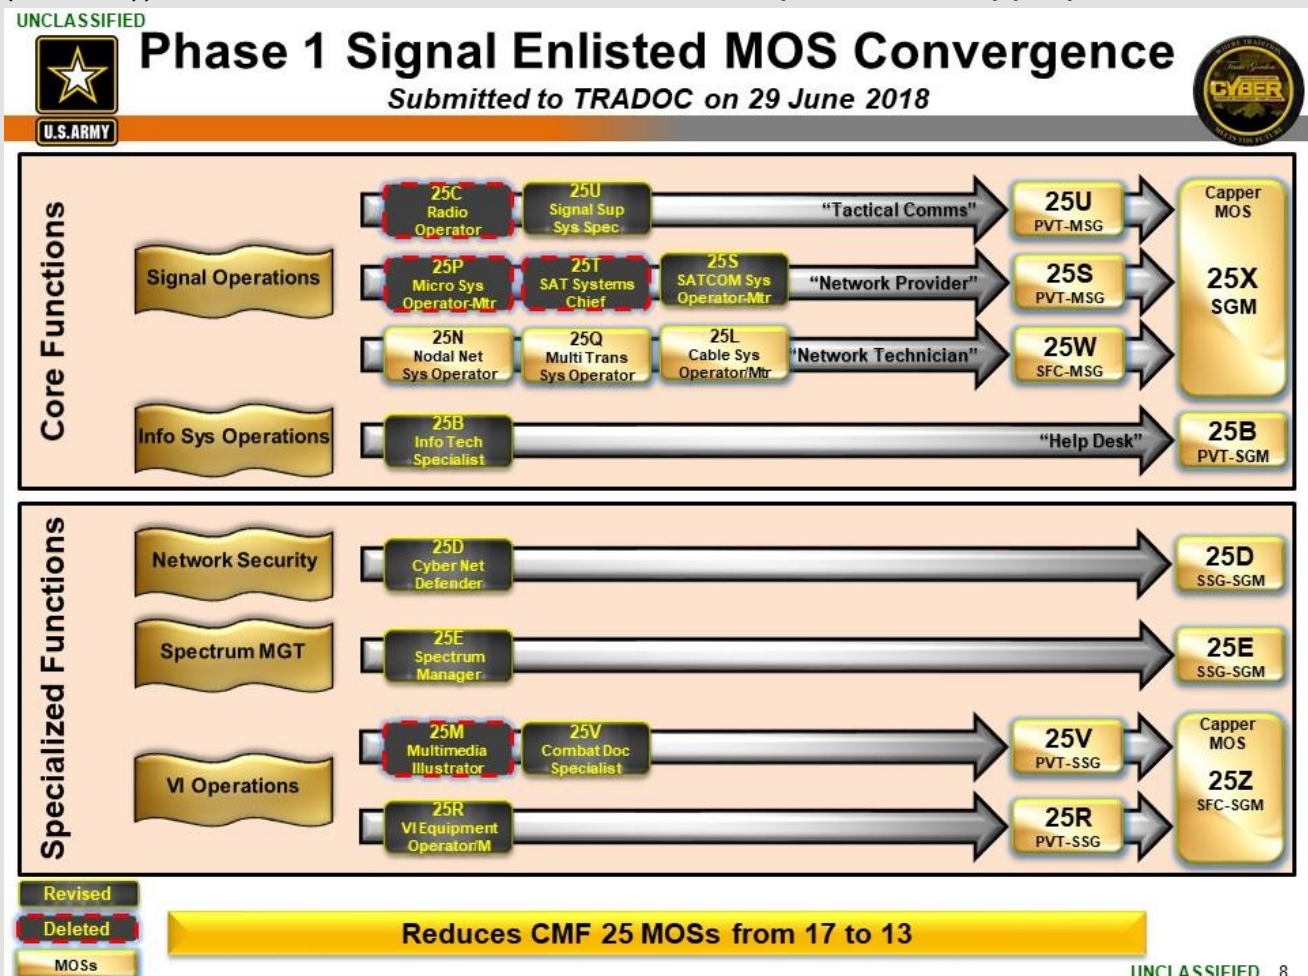 UNCLASSIFIED
Phase 1 Signal Enlisted MOS Convergence
Submitted to TRADOC on 29 June 2018
U.S.ARMY
CYBER
Core Functions
Signal Operations
25C
Radio
Operator
25U
Signal Sup
Sys Spec
"Tactical Comms"
25U
PVT-MSG
25P
Micro Sys
Operator-Mtr
25T
SAT Systems
Chief
25S
SATCOM Sys
Operator-Mtr
"Network Provider"
25S
PVT-MSG
25N
Nodal Net
Sys Operator
25Q
Multi Trans
Sys Operator
25L
Cable Sys
Operator/Mtr
"Network Technician"
25W
SFC-MSG
Capper
MOS
25X
SGM
Info Sys Operations
25B
Info Tech
Specialist
"Help Desk"
25B
PVT-SGM
Specialized Functions
Network Security
25D
Cyber Net
Defender
25D
SSG-SGM
Spectrum MGT
25E
Spectrum
Manager
25E
SSG-SGM
VI Operations
25M
Multimedia
Illustrator
25V
Combat Doc
Specialist
25V
PVT-SSG
25R
VI Equipment
Operator/M
25R
PVT-SSG
Capper
MOS
25Z
SFC-SGM
Revised
Deleted
MOSs
Reduces CMF 25 MOSs from 17 to 13
UNCLASSIFIED 8